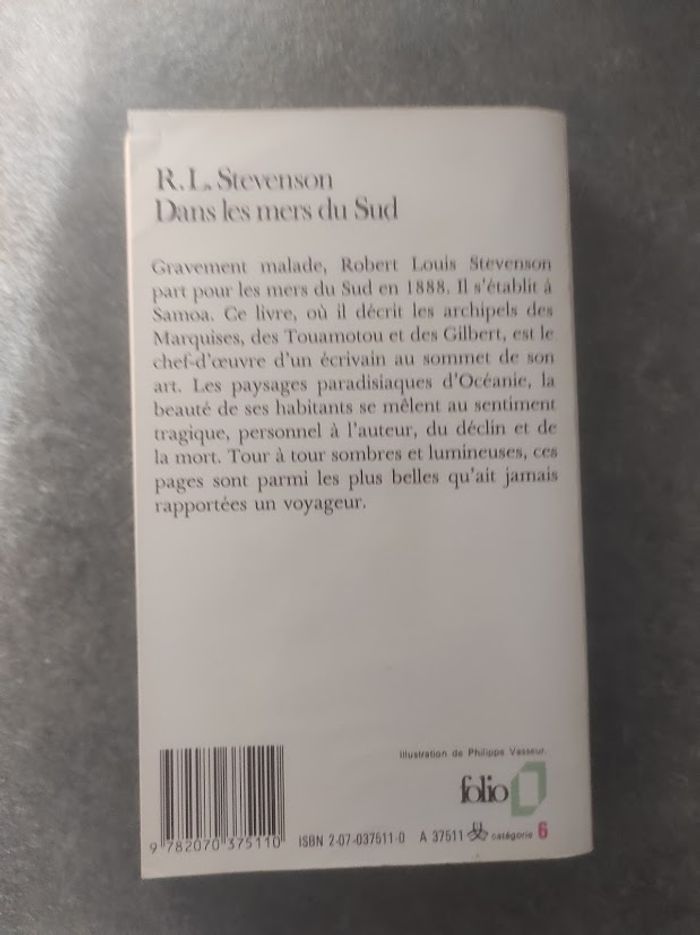 R. L. Stevenson
Dans les mers du Sud
Gravement malade, Robert Louis Stevenson
part pour les mers du Sud en 1888. Il s'établit à
Samoa. Ce livre, où il décrit les archipels des
Marquises, des Touamotou et des Gilbert, est le
chef-d'œuvre d'un écrivain au sommet de son
art. Les paysages paradisiaques d'Océanie, la
beauté de ses habitants se mêlent au sentiment
tragique, personnel à l'auteur, du déclin et de
la mort. Tour à tour sombres et lumineuses, ces
pages sont parmi les plus belles qu'ait jamais
rapportées un voyageur.
Illustration de Philippe Vasseur.
folio
9 782070 375110 ISBN 2-07-037511-0 A 37511 catégorie 6